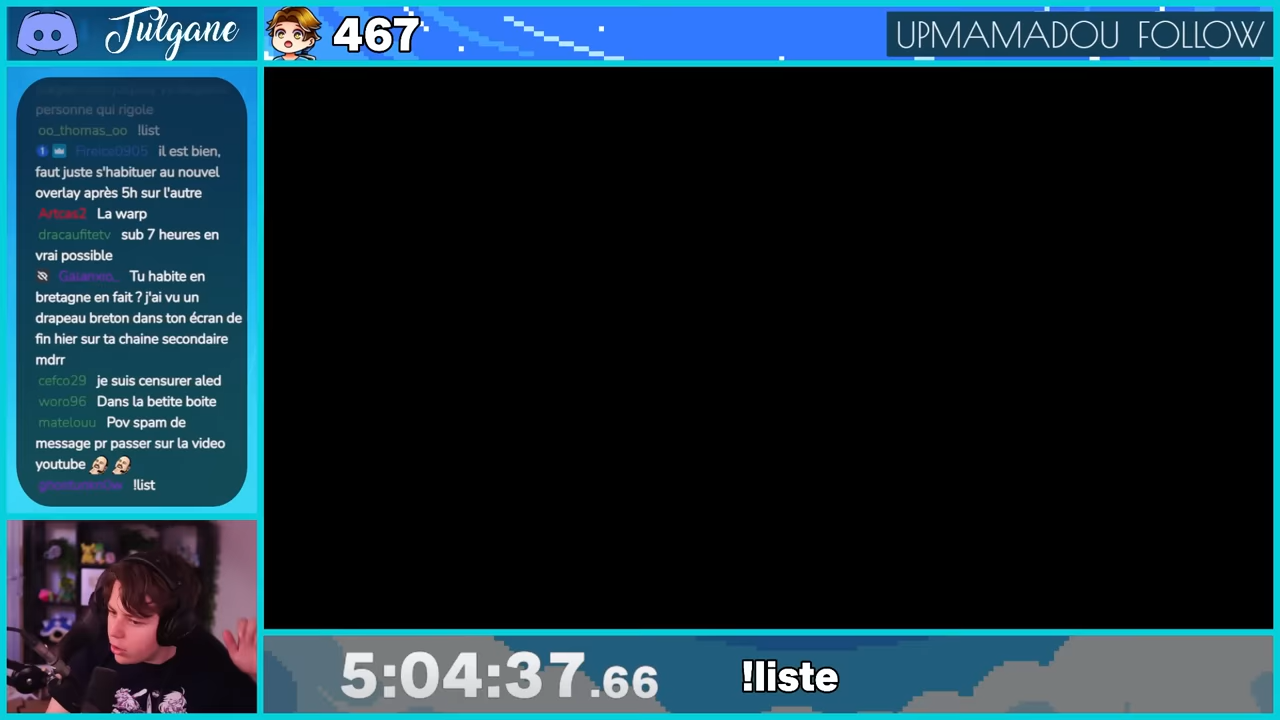 Julgane
467
UPMAMADOU FOLLOW
personne qui rigole
oo_thomas_oo !list
1 Fireice0905 il est bien,
faut juste s'habituer au nouvel
overlay après 5h sur l'autre
Artcas2 La warp
dracaufitetv sub 7 heures en
vrai possible
Tu habite en
bretagne en fait ? j'ai vu un
drapeau breton dans ton écran de
fin hier sur ta chaine secondaire
mdrr
cefco29 je suis censurer aled
woro96 Dans la betite boite
matelouu Pov spam de
message pr passer sur la video
youtube
!list
5:04:37.66
!liste